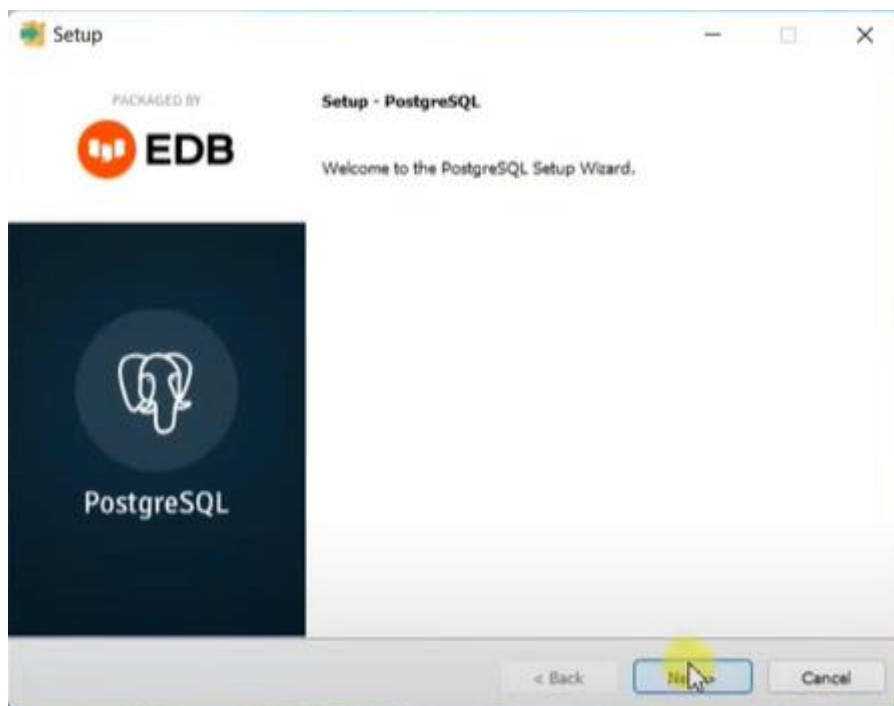 Setup
PACKAGED BY
EDB
Setup - PostgreSQL
Welcome to the PostgreSQL Setup Wizard.
PostgreSQL
< Back
Cancel